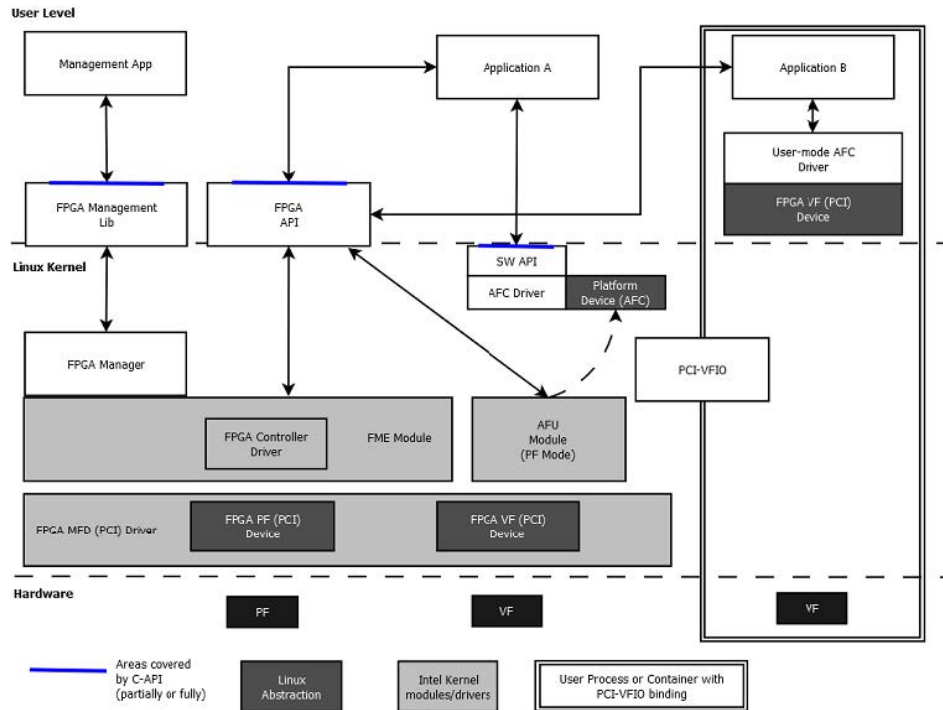 User Level
Management App
Application A
Application B
User-mode AFC
Driver
FPGA VF (PCI)
Device
FPGA Management
Lib
FPGA
API
Linux Kernel
SW API
AFC Driver
Platform
Device (AFC)
FPGA Manager
PCI-VFIO
FPGA Controller
Driver
FME Module
AFU
Module
(PF Mode)
FPGA MFD (PCI) Driver
FPGA PF (PCI)
Device
FPGA VF (PCI)
Device
Hardware
PF
VF
VF
Areas covered
by C-API
(partially or fully)
Linux
Abstraction
Intel Kernel
modules/drivers
User Process or Container with
PCI-VFIO binding